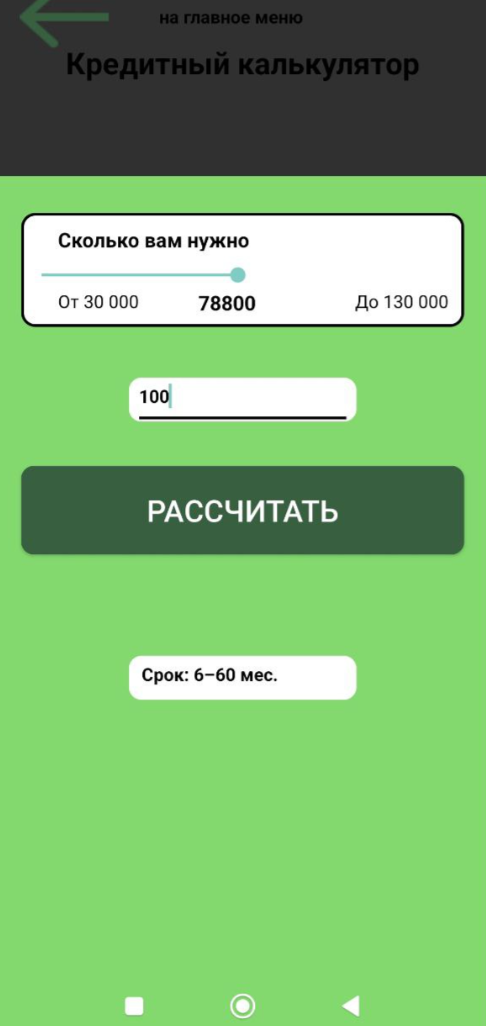 на главное меню
Кредитный калькулятор
Сколько вам нужно
От 30 000 78800 До 130 000
100
РАССЧИТАТЬ
Срок: 6–60 мес.